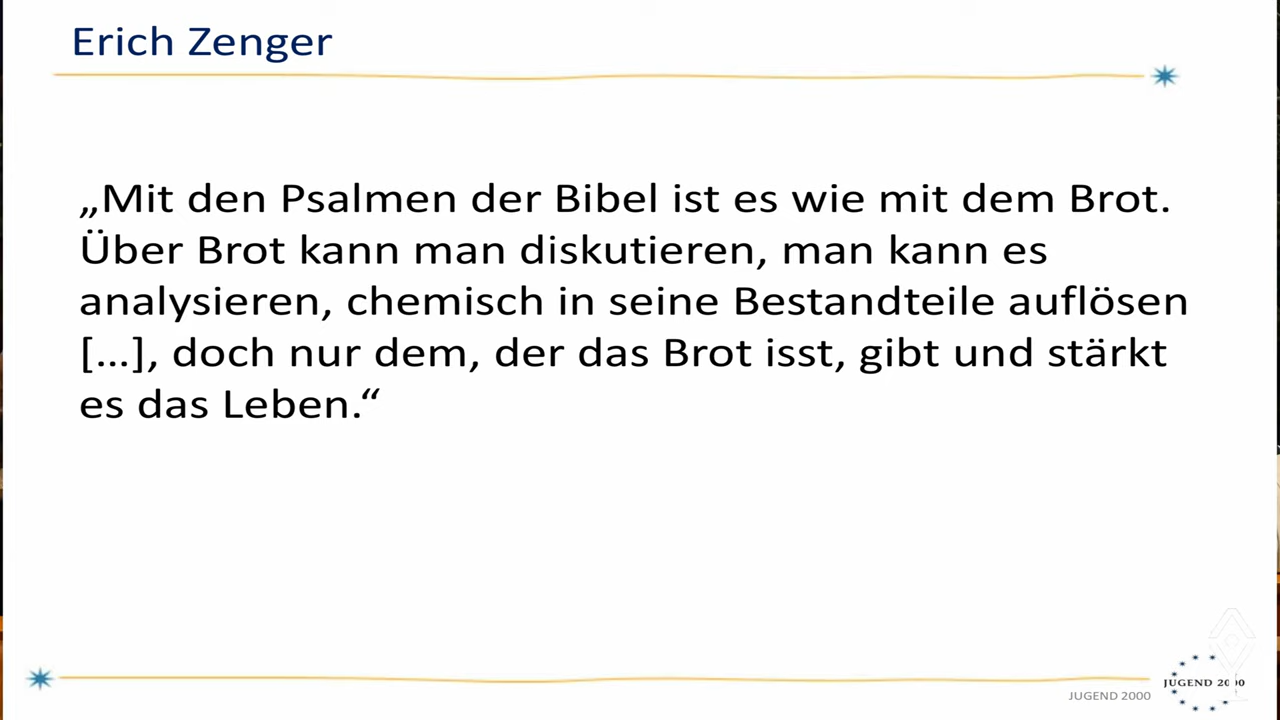 Erich Zenger
„Mit den Psalmen der Bibel ist es wie mit dem Brot.
Über Brot kann man diskutieren, man kann es
analysieren, chemisch in seine Bestandteile auflösen
[...], doch nur dem, der das Brot isst, gibt und stärkt
es das Leben.“
JUGEND 2000
JUGEND 2000